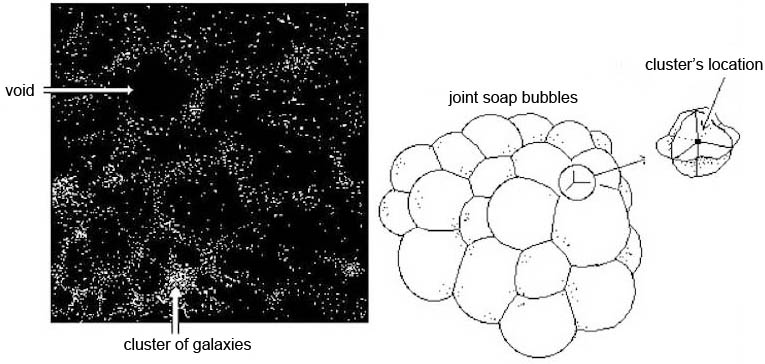 void
cluster of galaxies
joint soap bubbles
cluster's location